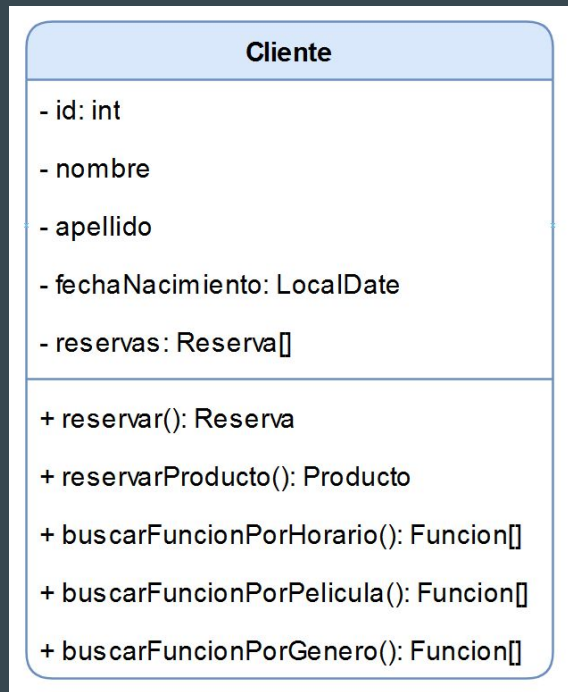 Cliente
- id: int
- nombre
- apellido
- fechaNacimiento: LocalDate
- reservas: Reserva[]
+ reservar(): Reserva
+ reservarProducto(): Producto
+ buscarFuncionPorHorario(): Funcion[]
+ buscarFuncionPorPelicula(): Funcion[]
+ buscarFuncionPorGenero(): Funcion[]